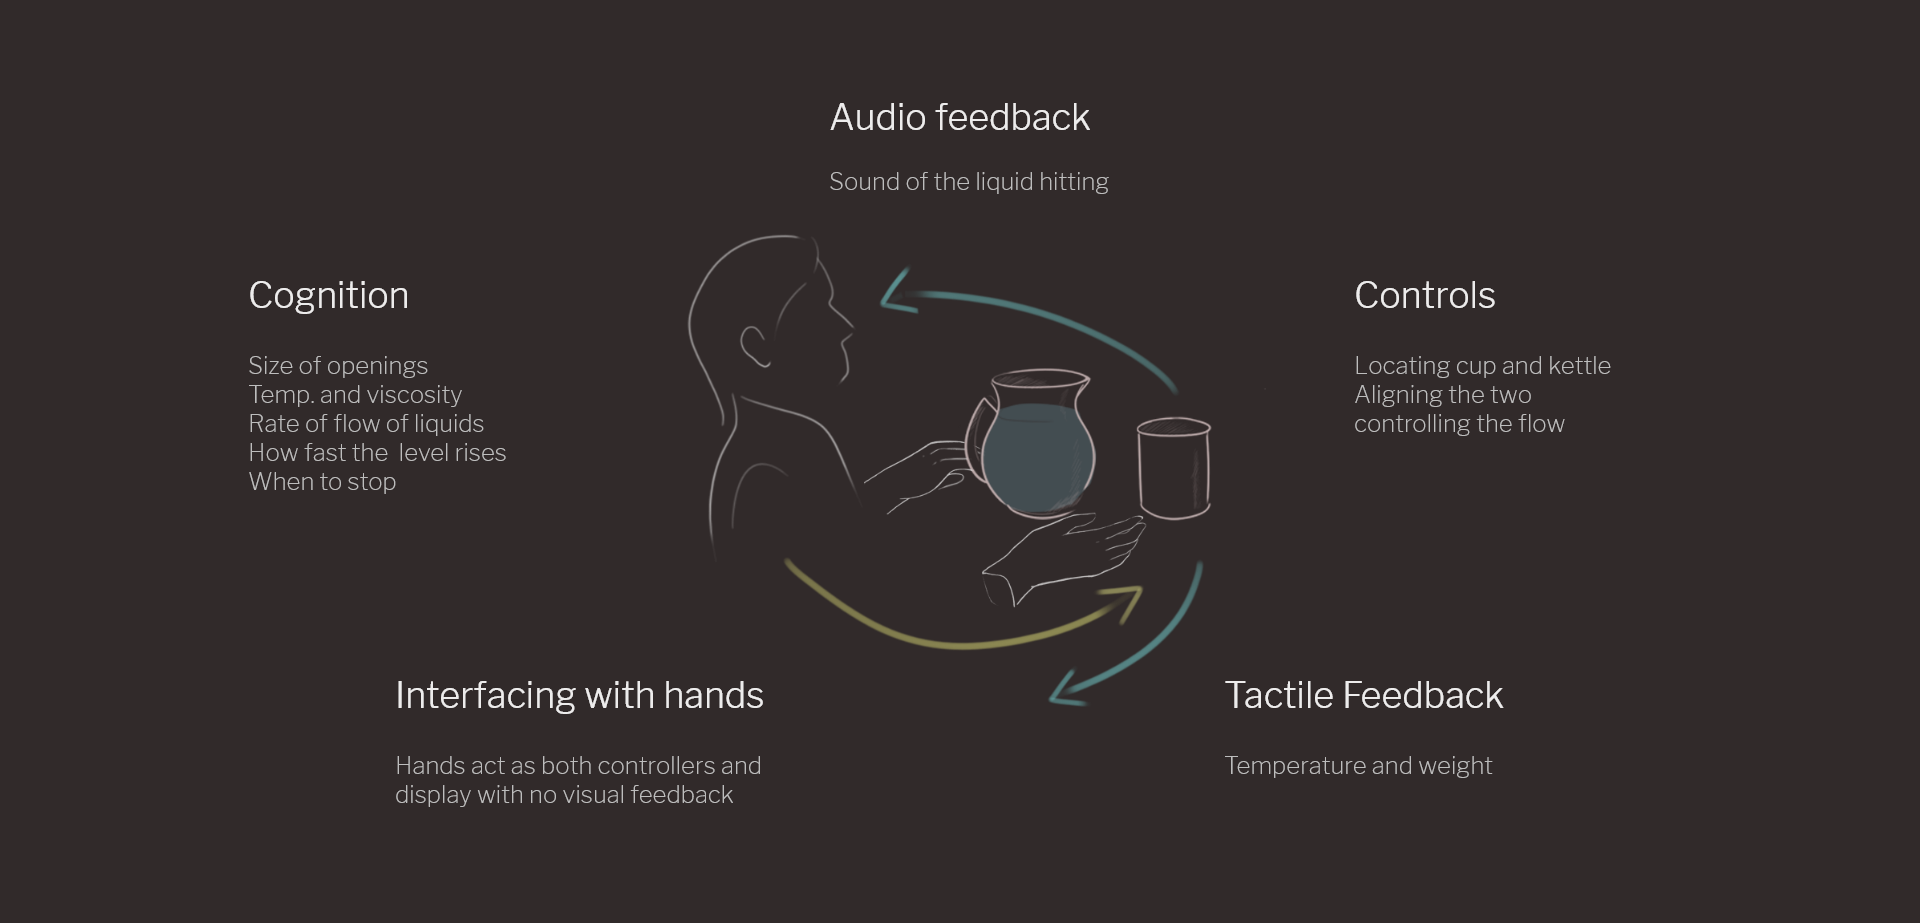 Audio feedback
Sound of the liquid hitting
Cognition
Size of openings
Temp. and viscosity
Rate of flow of liquids
How fast the  level rises
When to stop
Controls
Locating cup and kettle
Aligning the two
controlling the flow
Interfacing with hands
Hands act as both controllers and
display with no visual feedback
Tactile Feedback
Temperature and weight